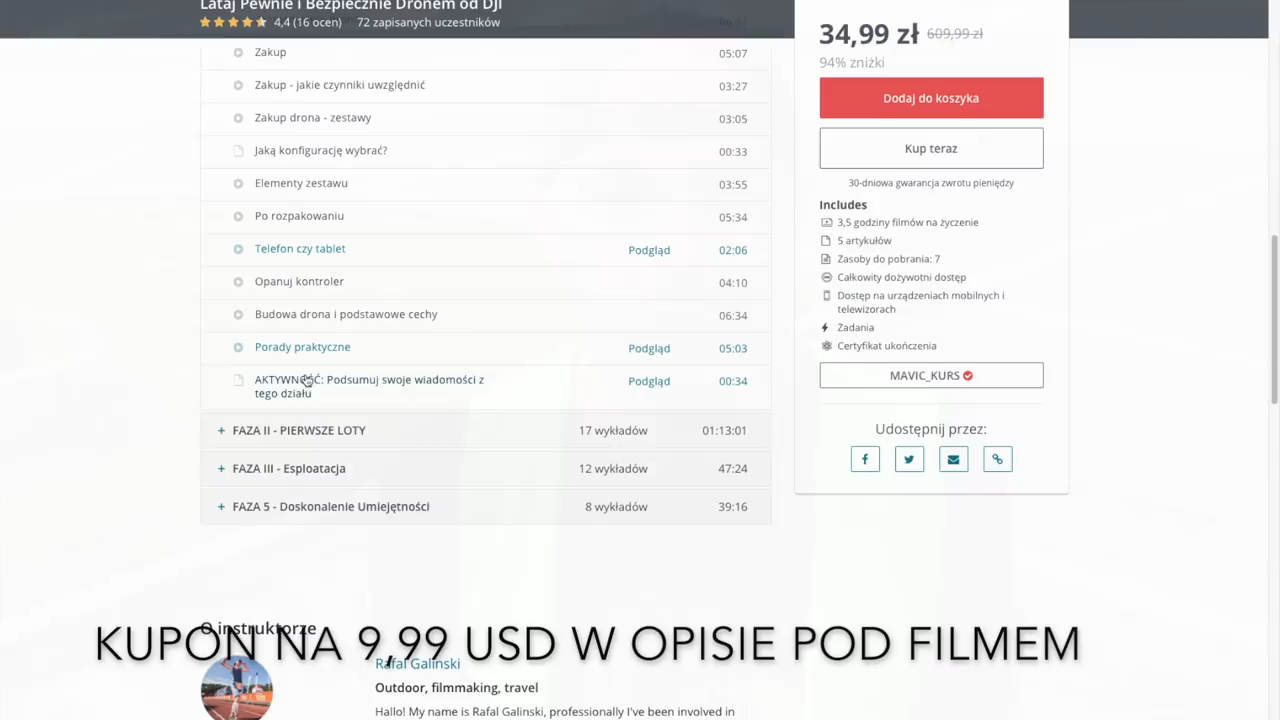 Lataj Pewnie i Bezpiecznie Dronem od DJI
4,4 (16 ocen) 72 zapisanych uczestników
Zakup 05:07
Zakup - jakie czynniki uwzględnić 03:27
Zakup drona - zestawy 03:05
Jaką konfigurację wybrać? 00:33
Elementy zestawu 03:55
Po rozpakowaniu 05:34
Telefon czy tablet Podgląd 02:06
Opanuj kontroler 04:10
Budowa drona i podstawowe cechy 06:34
Porady praktyczne Podgląd 05:03
AKTYWNOŚĆ: Podsumuj swoje wiadomości z Podgląd 00:34
tego działu
+ FAZA II - PIERWSZE LOTY 17 wykładów 01:13:01
+ FAZA III - Esploatacja 12 wykładów 47:24
+ FAZA 5 - Doskonalenie Umiejętności 8 wykładów 39:16
34,99 zł 609,99 zł
94% zniżki
Dodaj do koszyka
Kup teraz
30-dniowa gwarancja zwrotu pieniędzy
Includes
3,5 godziny filmów na życzenie
5 artykułów
Zasoby do pobrania: 7
Całkowity dożywotni dostęp
Dostęp na urządzeniach mobilnych i
telewizorach
Zadania
Certyfikat ukończenia
MAVIC_KURS
Udostępnij przez:
O instruktorze
KUPON NA 9,99 USD W OPISIE POD FILMEM
Rafal Galinski
Outdoor, filmmaking, travel
Hallo! My name is Rafal Galinski, professionally I've been involved in